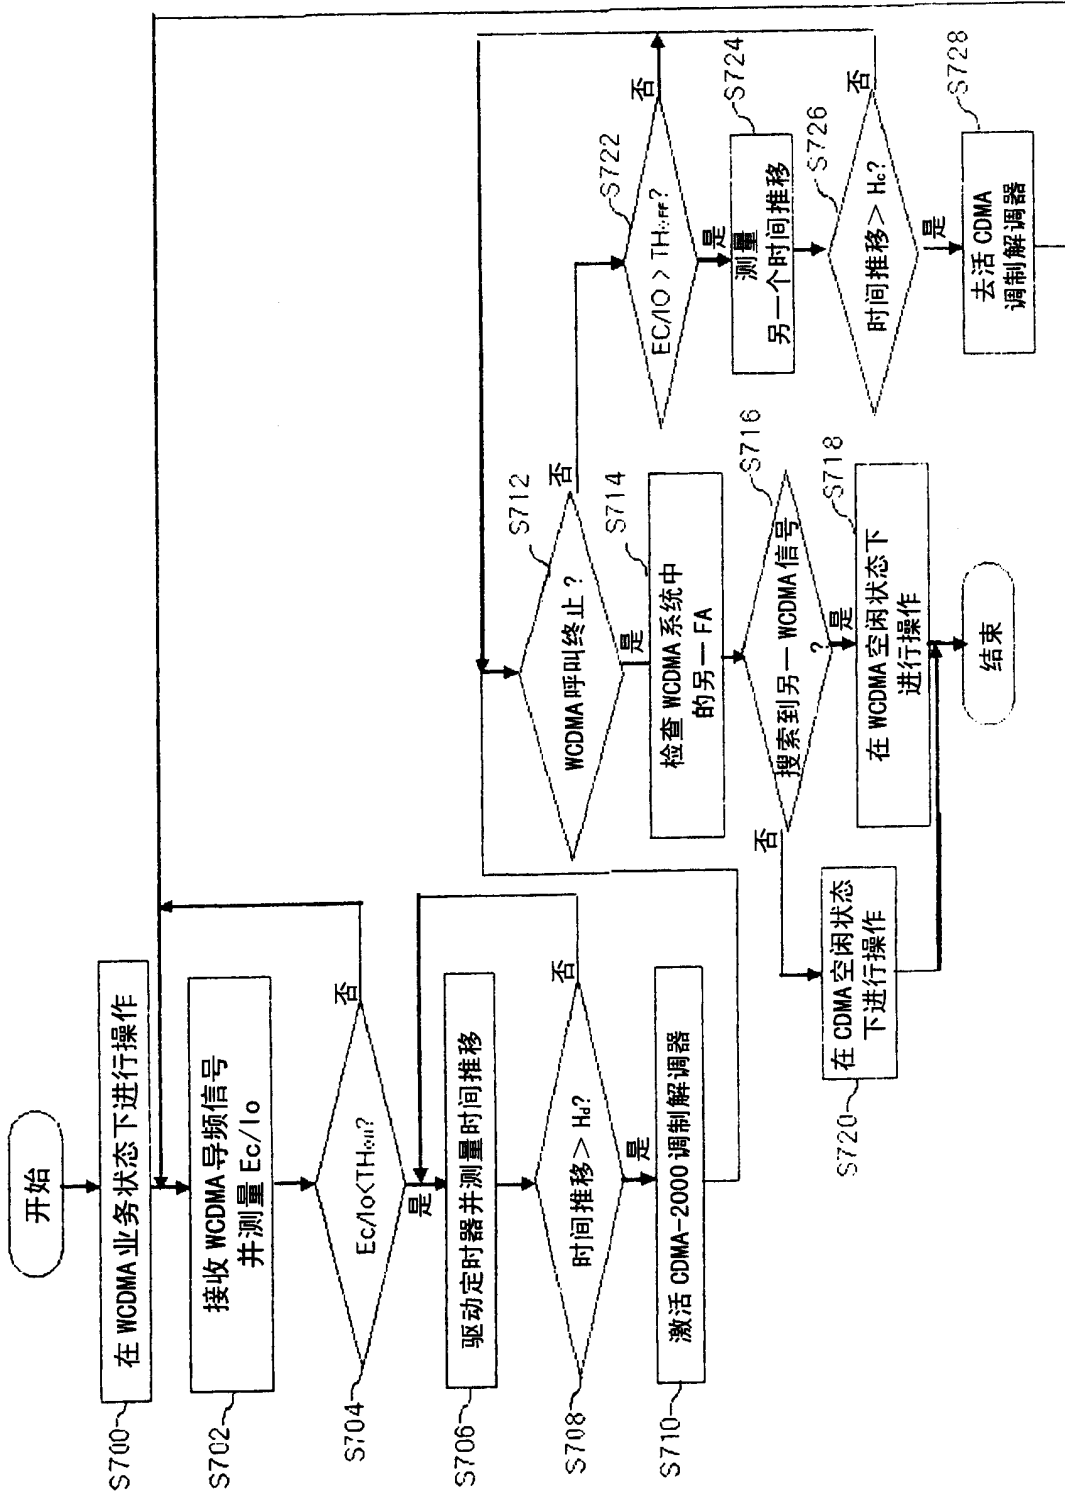 开始
S700
在 WCDMA 业务状态下进行操作
S702
接收 WCDMA 导频信号
并测量 Ec/Io
S704
Ec/Io<THon?
否
是
S706
驱动定时器并测量时间推移
S708
时间推移> Hd?
否
是
S710
激活 CDMA-2000 调制解调器
S712
WCDMA 呼叫终止?
否
是
S714
检查 WCDMA 系统中
的另一 FA
S716
搜索到另一 WCDMA 信号
?
否
是
S718
在 WCDMA 空闲状态下
进行操作
S720
在 CDMA 空闲状态
下进行操作
结束
S722
EC/IO > THOFF?
否
是
S724
测量
另一个时间推移
S726
时间推移> Hc?
否
是
S728
去活 CDMA
调制解调器